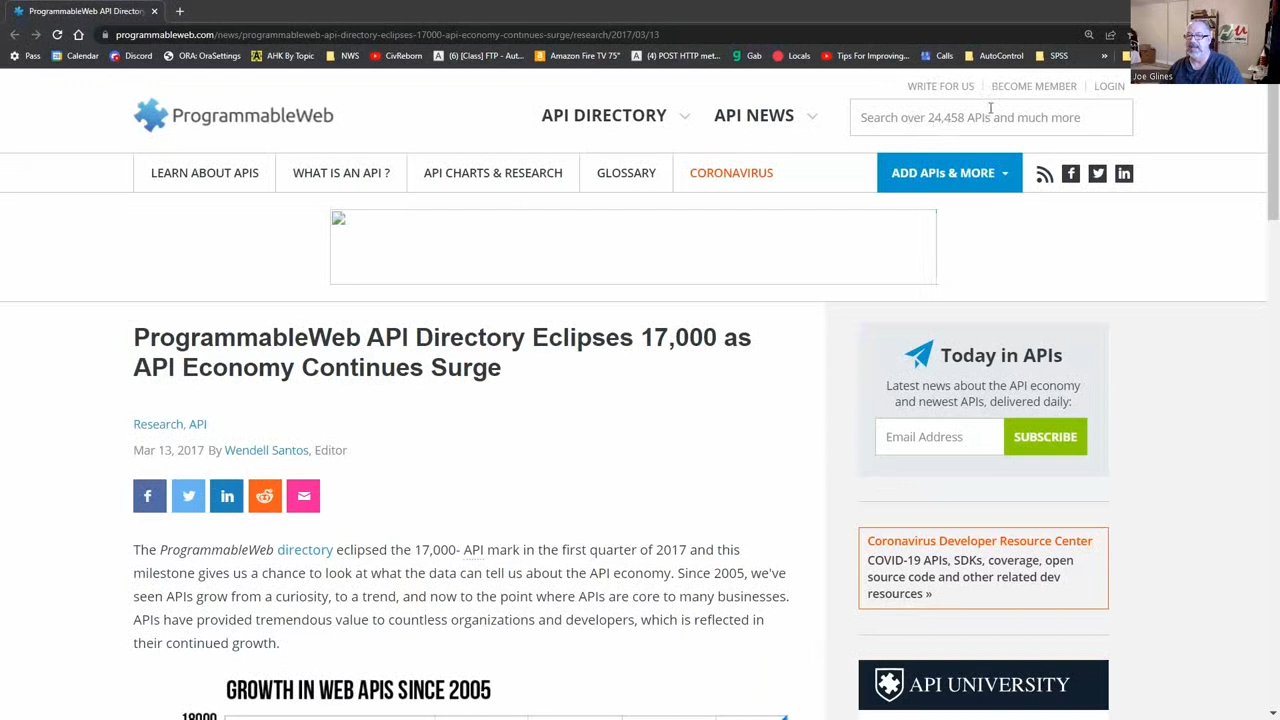 ProgrammableWeb API Directory
programmableweb.com/news/programmableweb-api-directory-eclipses-17000-api-economy-continues-surge/research/2017/03/13
Pass
Calendar
Discord
ORA: OraSettings
AHK By Topic
NWS
CivReborn
(6) [Class] FTP - Aut...
Amazon Fire TV 75"
(4) POST HTTP met...
Gab
Locals
Tips For Improving...
Calls
AutoControl
SPSS
»
Joe Glines
WRITE FOR US
BECOME MEMBER
LOGIN
ProgrammableWeb
API DIRECTORY
API NEWS
Search over 24,458 APIs and much more
LEARN ABOUT APIS
WHAT IS AN API ?
API CHARTS & RESEARCH
GLOSSARY
CORONAVIRUS
ADD APIs & MORE
ProgrammableWeb API Directory Eclipses 17,000 as
API Economy Continues Surge
Research, API
Mar 13, 2017 By Wendell Santos, Editor
The ProgrammableWeb directory eclipsed the 17,000- API mark in the first quarter of 2017 and this
milestone gives us a chance to look at what the data can tell us about the API economy. Since 2005, we've
seen APIs grow from a curiosity, to a trend, and now to the point where APIs are core to many businesses.
APIs have provided tremendous value to countless organizations and developers, which is reflected in
their continued growth.
GROWTH IN WEB APIS SINCE 2005
18000
Today in APIs
Latest news about the API economy
and newest APIs, delivered daily:
Email Address
SUBSCRIBE
Coronavirus Developer Resource Center
COVID-19 APIs, SDKs, coverage, open
source code and other related dev
resources »
API UNIVERSITY